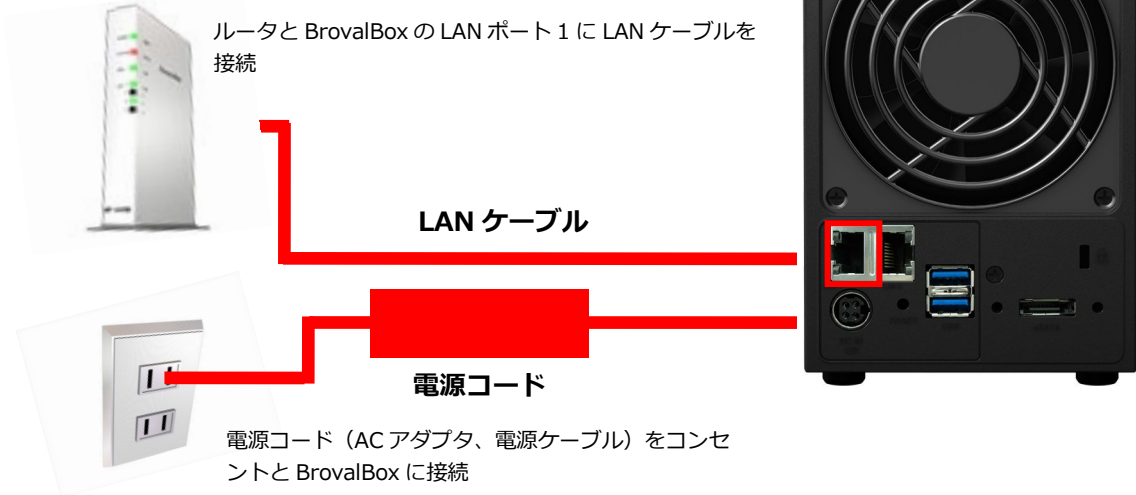 ルータと BrovalBox の LAN ポート 1 に LAN ケーブルを
接続
LAN ケーブル
電源コード
電源コード（AC アダプタ、電源ケーブル）をコンセ
ントと BrovalBox に接続